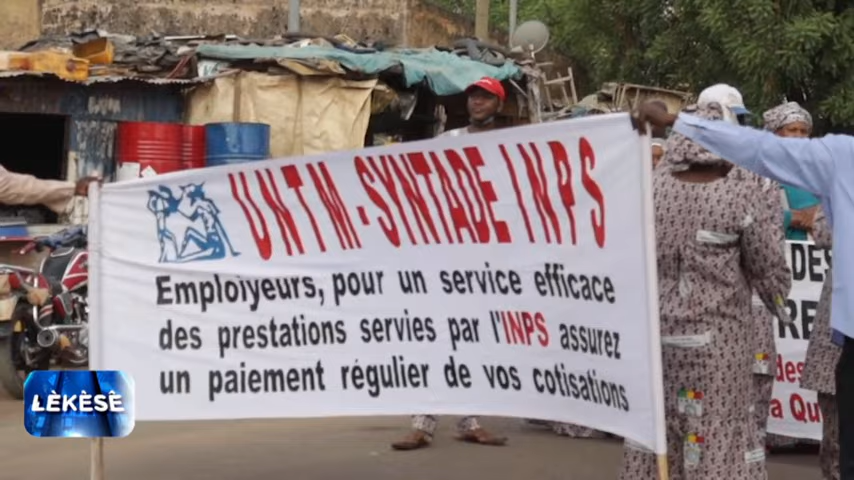 UNTM-SYNTADE INPS
Emploiyeurs, pour un service efficace
des prestations servies par l'INPS assurez
un paiement régulier de vos cotisations
LÈKÈSÈ